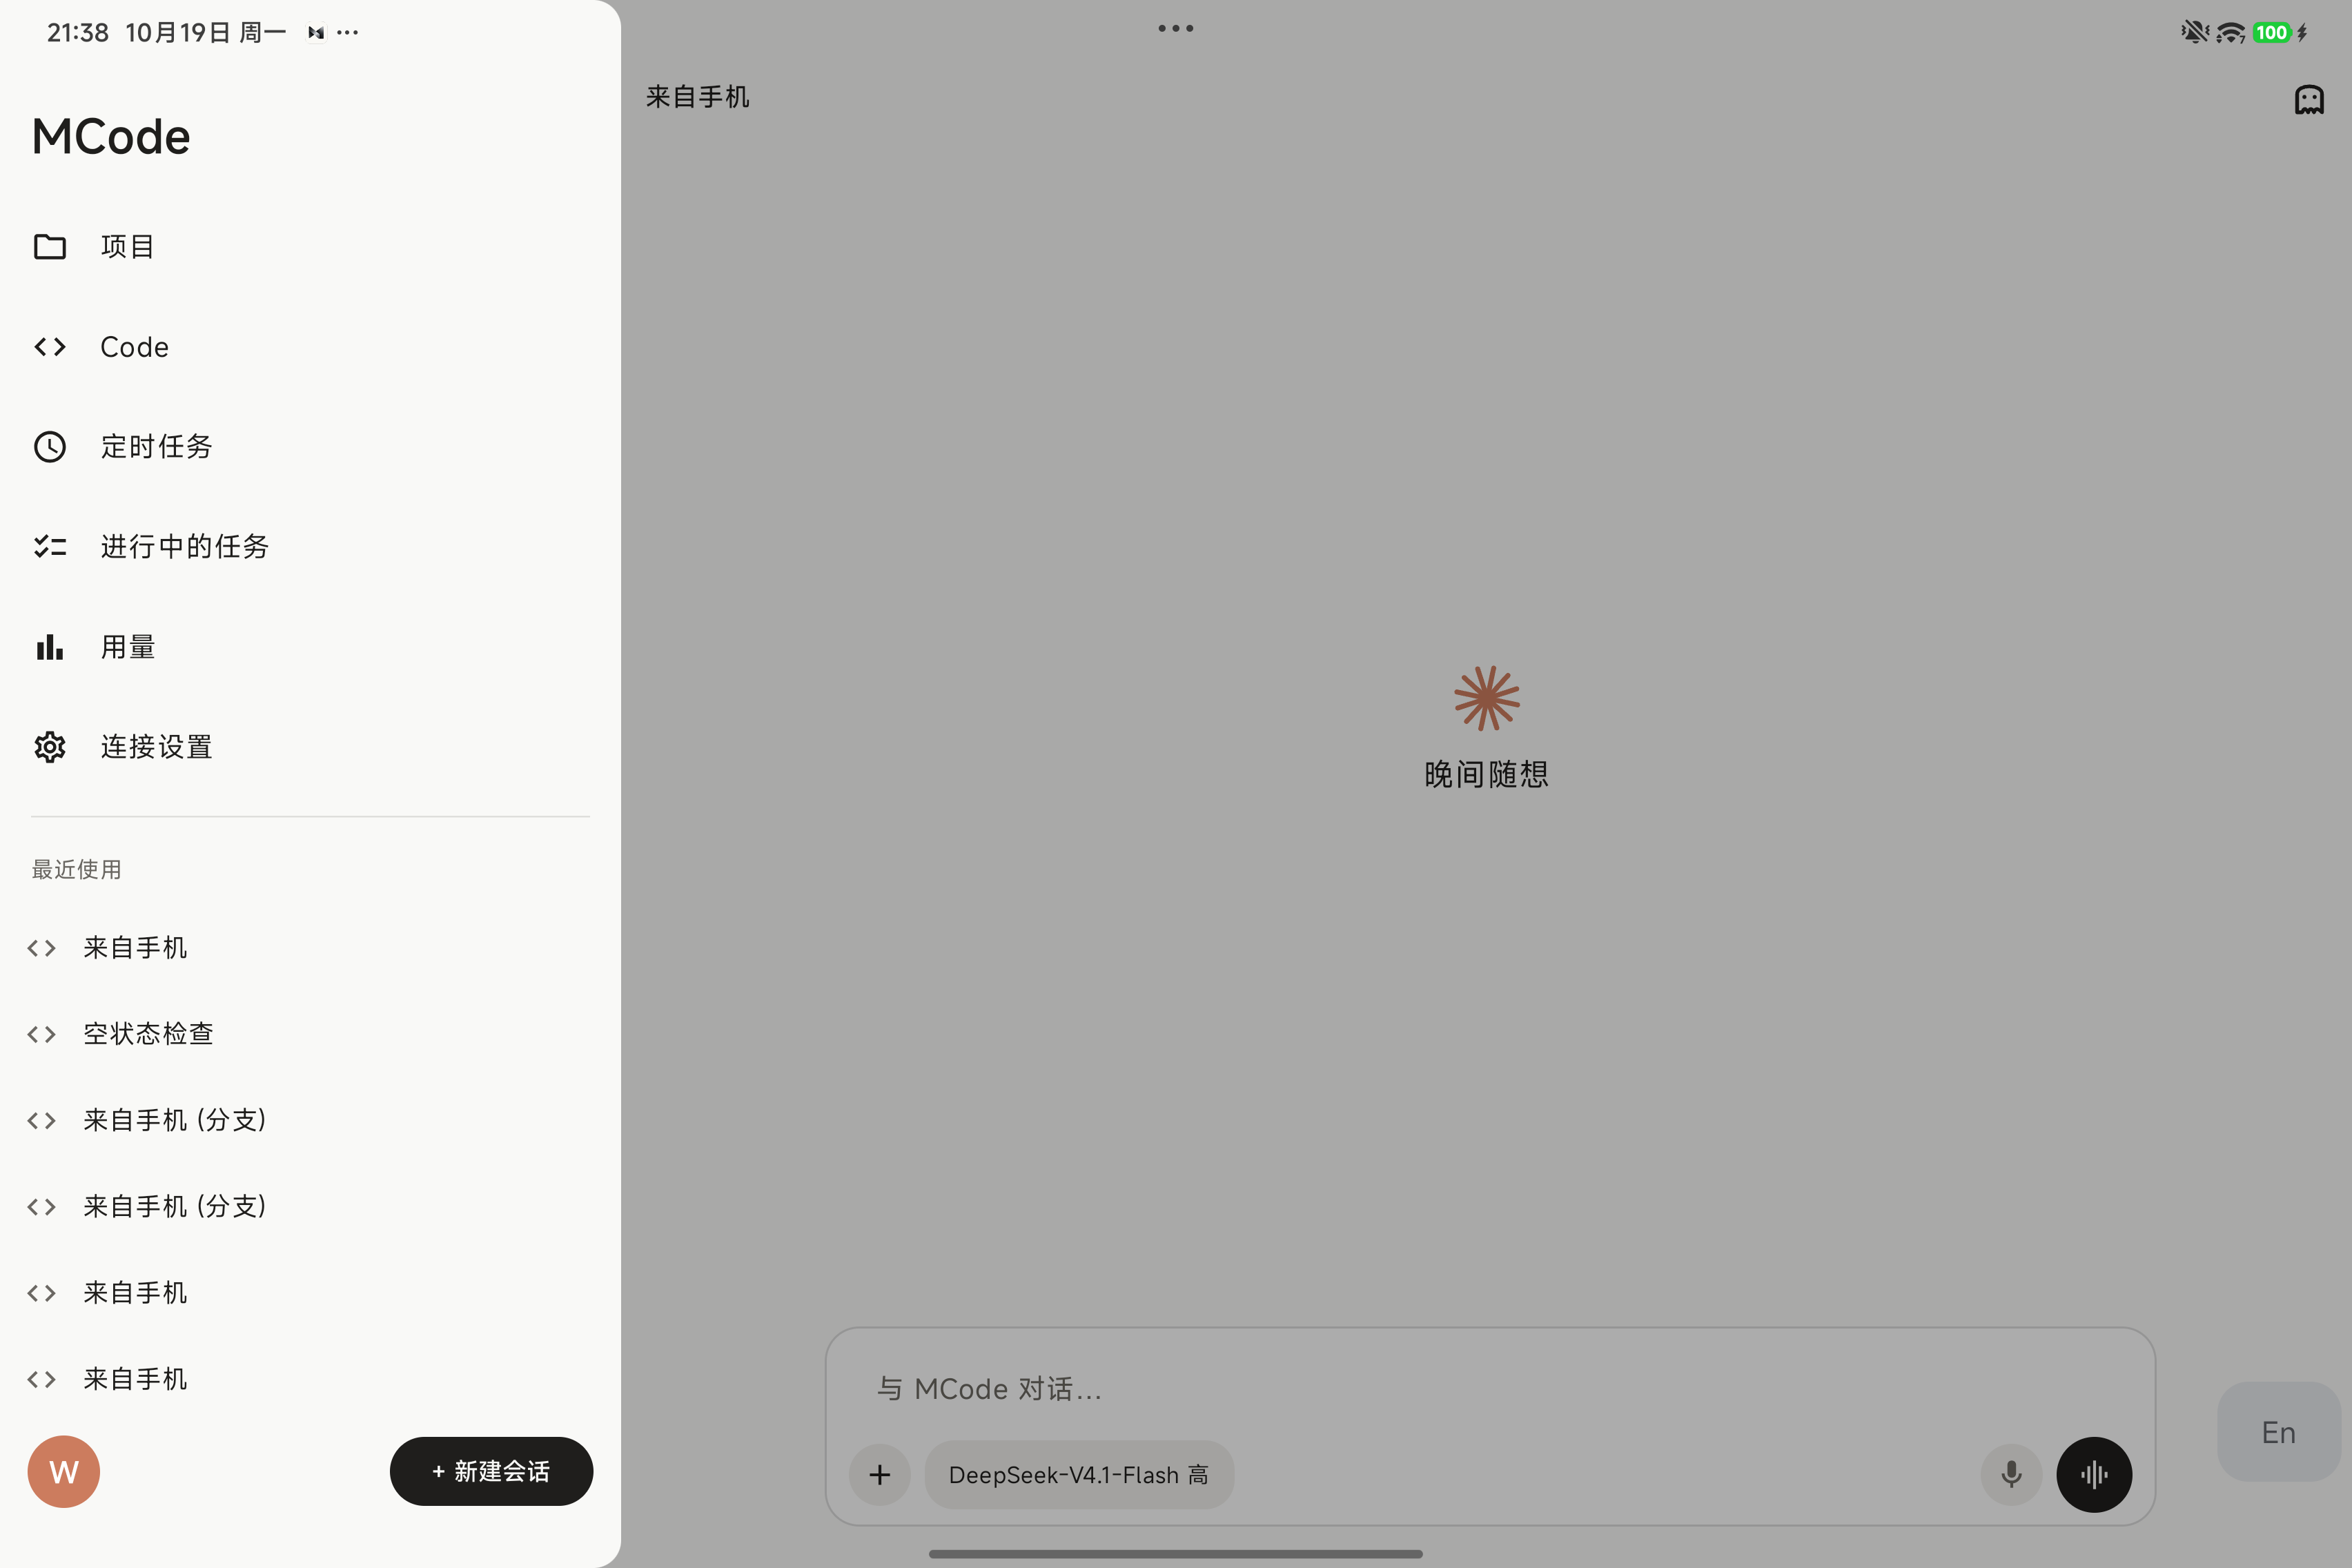 21:38 10月19日 周一
7
100
MCode
项目
Code
定时任务
进行中的任务
用量
连接设置
最近使用
来自手机
空状态检查
来自手机 (分支)
来自手机 (分支)
来自手机
来自手机
W
+ 新建会话
来自手机
晚间随想
与 MCode 对话...
DeepSeek-V4.1-Flash 高
En